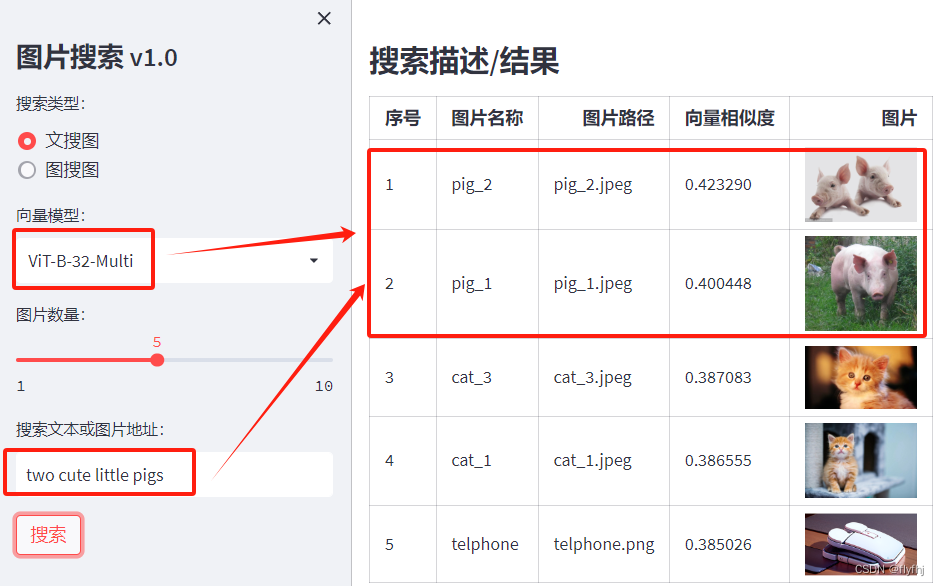 图片搜索 v1.0
搜索类型：
文搜图
图搜图
向量模型：
ViT-B-32-Multi
图片数量：
5
1 10
搜索文本或图片地址：
two cute little pigs
搜索
搜索描述/结果
序号 图片名称 图片路径 向量相似度 图片
1 pig_2 pig_2.jpeg 0.423290
2 pig_1 pig_1.jpeg 0.400448
3 cat_3 cat_3.jpeg 0.387083
4 cat_1 cat_1.jpeg 0.386555
5 telphone telphone.png 0.385026
CSDN @flyfhj